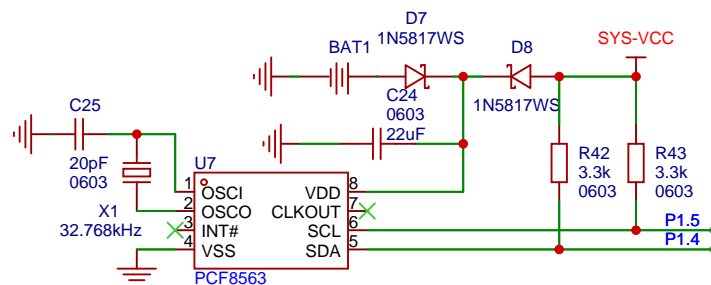 D7
1N5817WS
BAT1
D8
SYS-VCC
1N5817WS
C24
0603
22uF
C25
20pF
0603
X1
32.768kHz
U7
1 OSCI VDD 8
2 OSCO CLKOUT 7
3 INT# SCL 6
4 VSS SDA 5
PCF8563
R42
3.3k
0603
R43
3.3k
0603
P1.5
P1.4